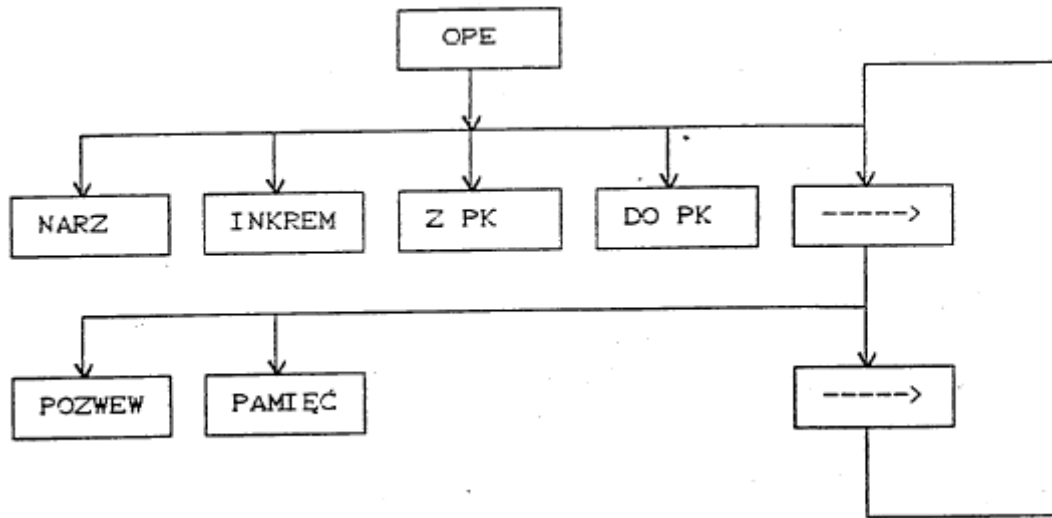 OPE
NARZ INKREM Z PK DO PK ----->
POZWEW PAMIĘĆ ----->